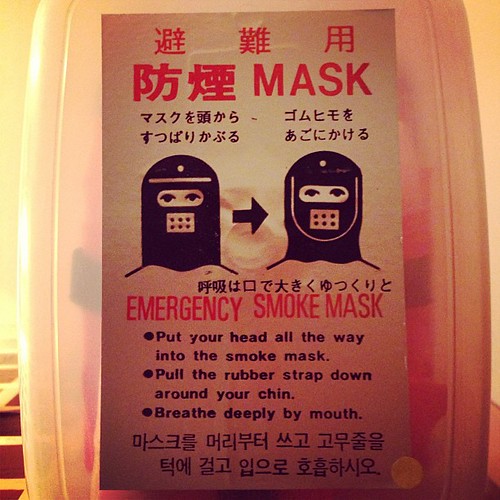 避難用
防煙 MASK
マスクを頭から
すつぱりかぶる
ゴムヒモを
あごにかける
呼吸は口で大きくゆつくりと
EMERGENCY SMOKE MASK
●Put your head all the way
into the smoke mask.
●Pull the rubber strap down
around your chin.
●Breathe deeply by mouth.
마스크를 머리부터 쓰고 고무줄을
턱에 걸고 입으로 호흡하시오.